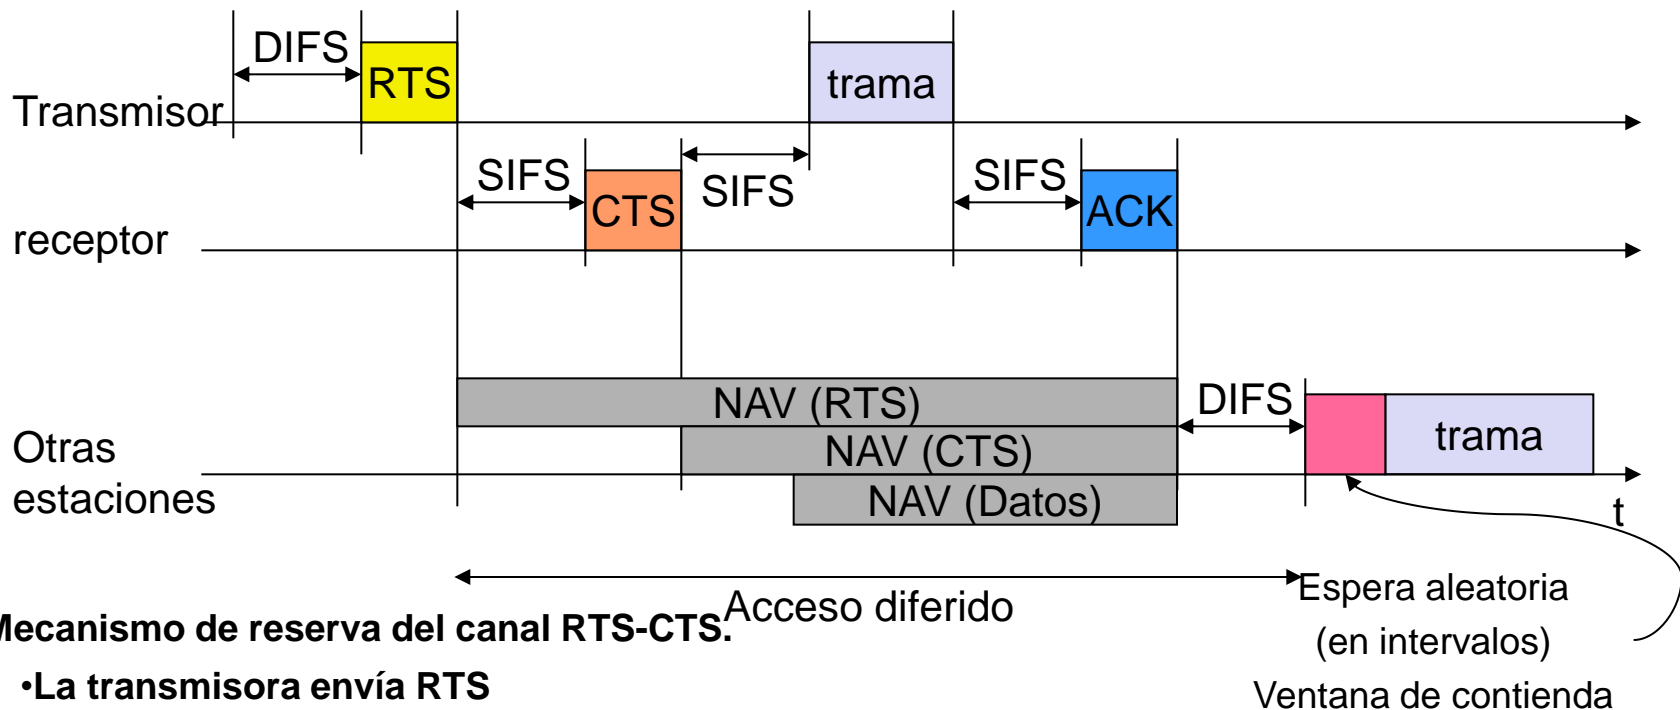 DIFS
RTS
trama
Transmisor
SIFS
CTS
SIFS
SIFS
ACK
receptor
NAV (RTS)
DIFS
NAV (CTS)
trama
NAV (Datos)
Otras
estaciones
t
Acceso diferido
Espera aleatoria
(en intervalos)
Ventana de contienda
Mecanismo de reserva del canal RTS-CTS.
•La transmisora envía RTS